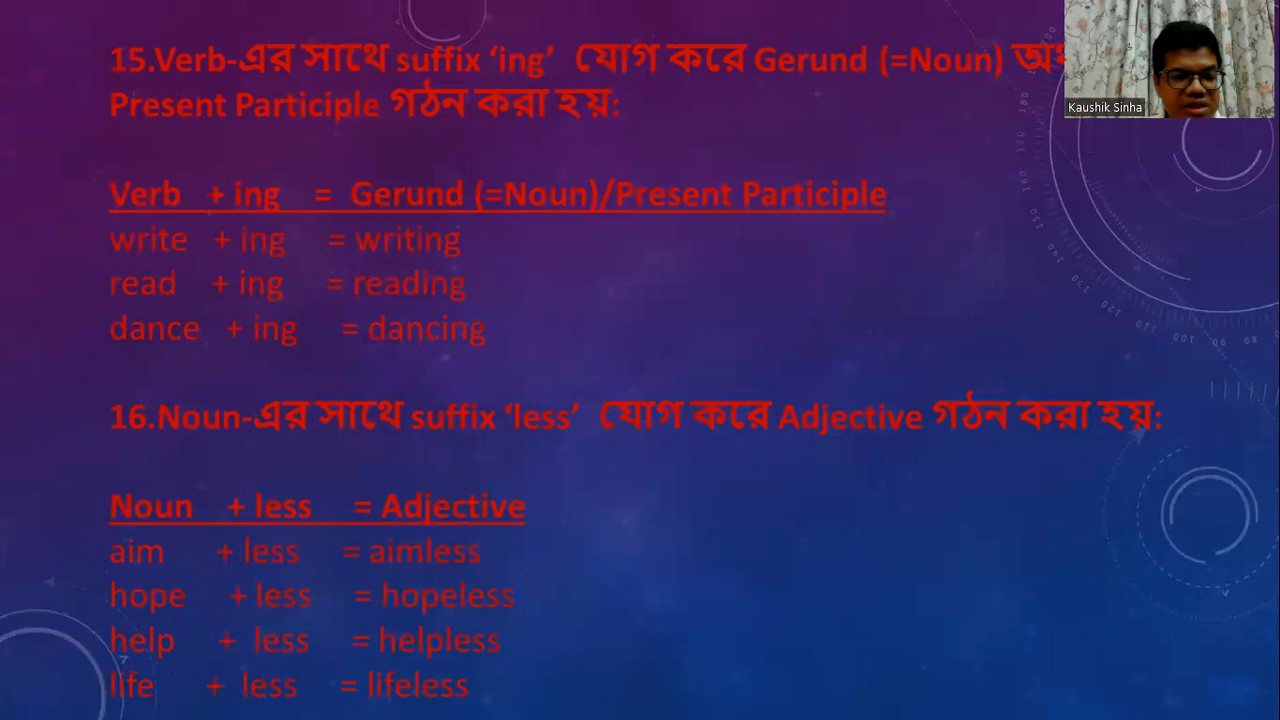 15.Verb-এর সাথে suffix ‘ing’ যোগ করে Gerund (=Noun)
Present Participle গঠন করা হয়:
Verb + ing = Gerund (=Noun)/Present Participle
write + ing = writing
read + ing = reading
dance + ing = dancing
16.Noun-এর সাথে suffix ‘less’ যোগ করে Adjective গঠন করা হয়:
Noun + less = Adjective
aim + less = aimless
hope + less = hopeless
help + less = helpless
life + less = lifeless
Kaushik Sinha